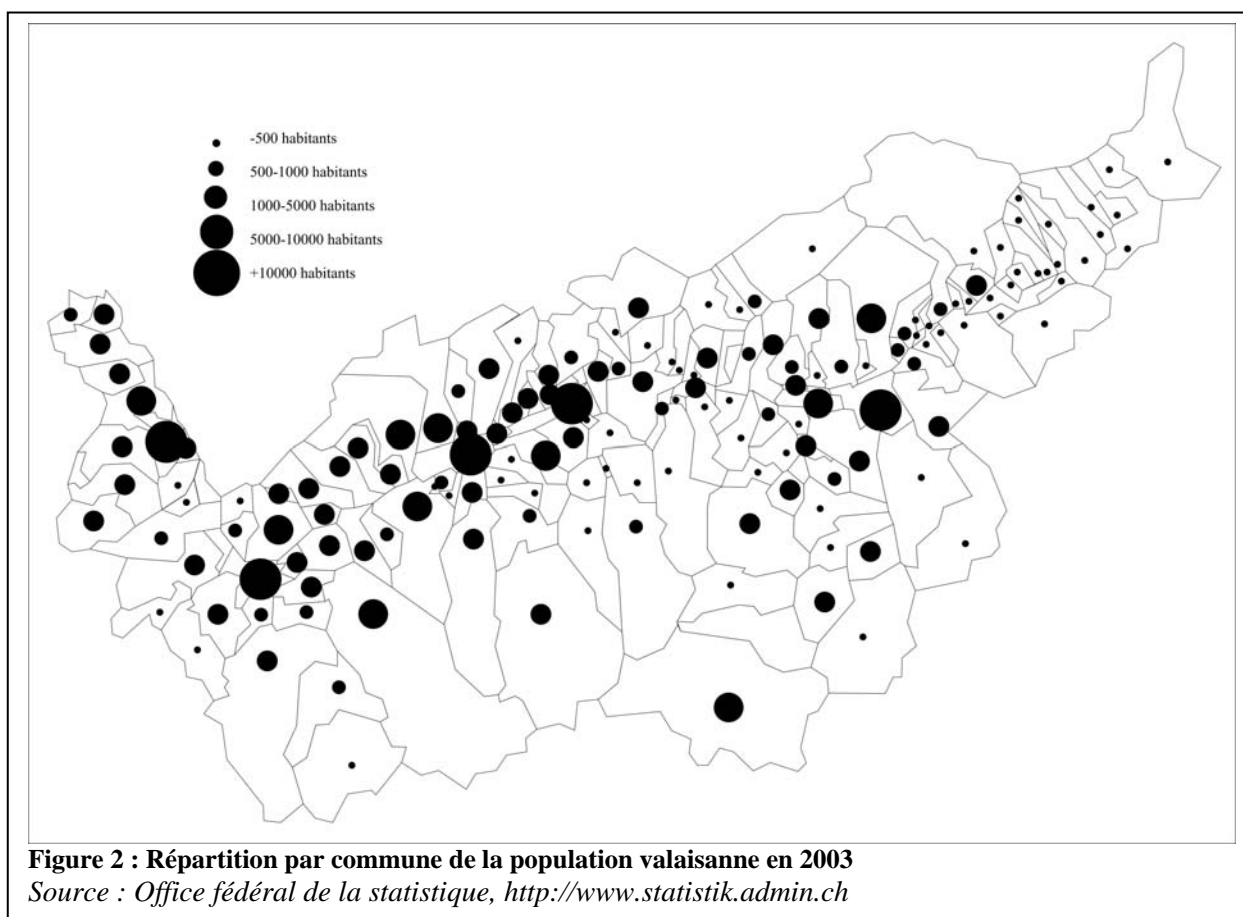 -500 habitants
500-1000 habitants
1000-5000 habitants
5000-10000 habitants
+10000 habitants
Figure 2 : Répartition par commune de la population valaisanne en 2003
Source : Office fédéral de la statistique, http://www.statistik.admin.ch